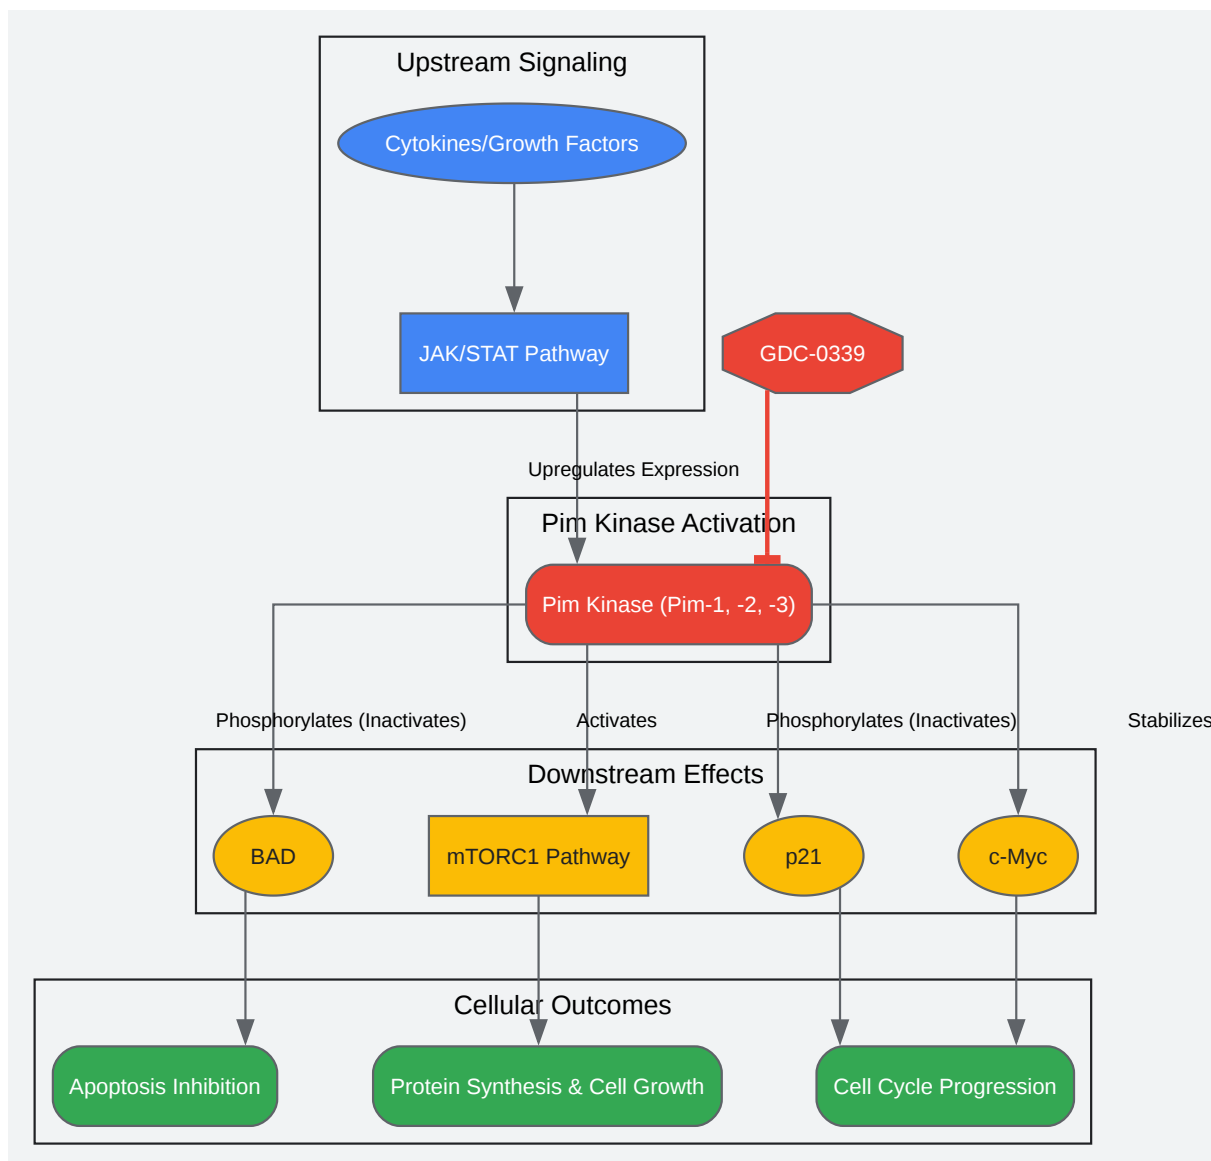 Upstream Signaling
Cytokines/Growth Factors
JAK/STAT Pathway
GDC-0339
Upregulates Expression
Pim Kinase Activation
Pim Kinase (Pim-1, -2, -3)
Phosphorylates (Inactivates)
Activates
Phosphorylates (Inactivates)
Stabilizes
Downstream Effects
BAD
mTORC1 Pathway
p21
c-Myc
Cellular Outcomes
Apoptosis Inhibition
Protein Synthesis & Cell Growth
Cell Cycle Progression